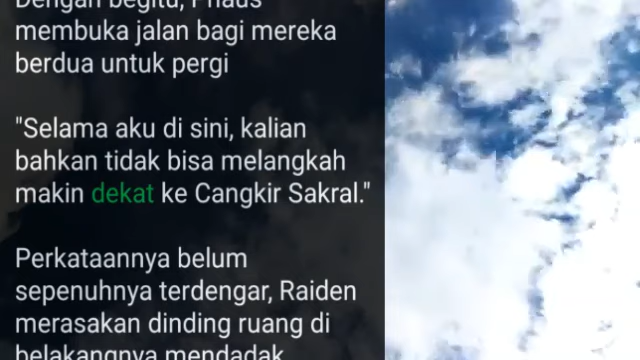 Dengan begitu, Phaus
membuka jalan bagi mereka
berdua untuk pergi
"Selama aku di sini, kalian
bahkan tidak bisa melangkah
makin dekat ke Cangkir Sakral."
Perkataannya belum
sepenuhnya terdengar, Raiden
merasakan dinding ruang di
belakangnya mendadak